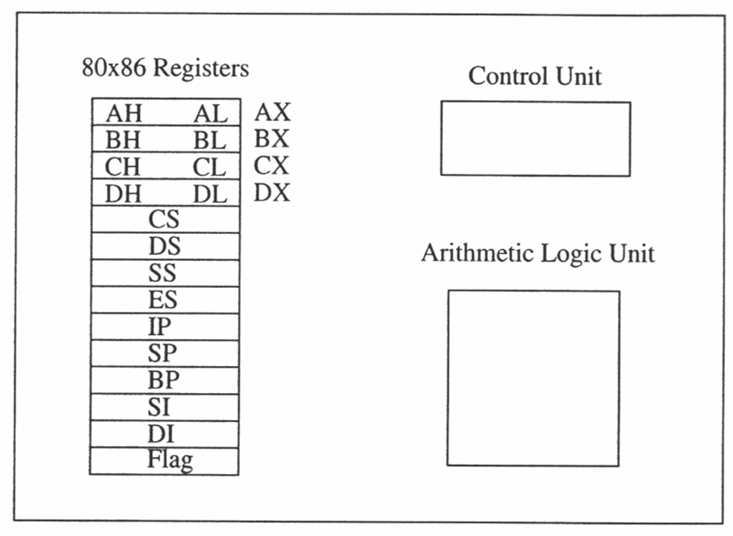 80x86 Registers
AH AL AX
BH BL BX
CH CL CX
DH DL DX
CS
DS
SS
ES
IP
SP
BP
SI
DI
Flag
Control Unit
Arithmetic Logic Unit